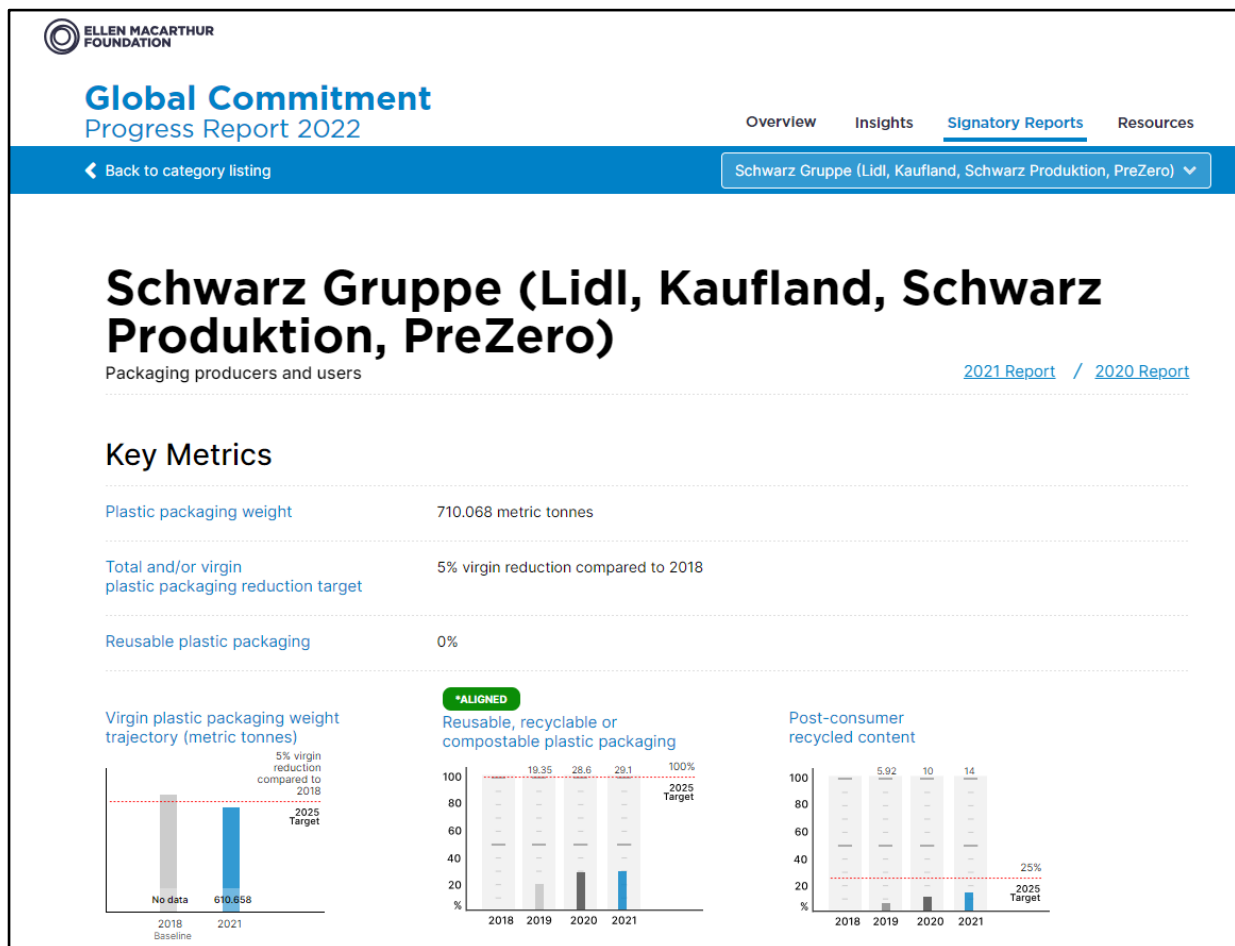 ELLEN MACARTHUR
FOUNDATION
Global Commitment
Progress Report 2022
Overview Insights Signatory Reports Resources
Back to category listing
Schwarz Gruppe (Lidl, Kaufland, Schwarz Produktion, PreZero)
Schwarz Gruppe (Lidl, Kaufland, Schwarz
Produktion, PreZero)
Packaging producers and users
2021 Report / 2020 Report
Key Metrics
Plastic packaging weight 710.068 metric tonnes
Total and/or virgin
plastic packaging reduction target
5% virgin reduction compared to 2018
Reusable plastic packaging 0%
Virgin plastic packaging weight
trajectory (metric tonnes)
5% virgin
reduction
compared to
2018
2025
Target
No data 610.658
2018 2021
Baseline
*ALIGNED
Reusable, recyclable or
compostable plastic packaging
19.35 28.6 29.1 100%
100
2025
Target
80
60
40
20
%
2018 2019 2020 2021
Post-consumer
recycled content
5.92 10 14
100
80
60
40
25%
20
2025
Target
%
2018 2019 2020 2021